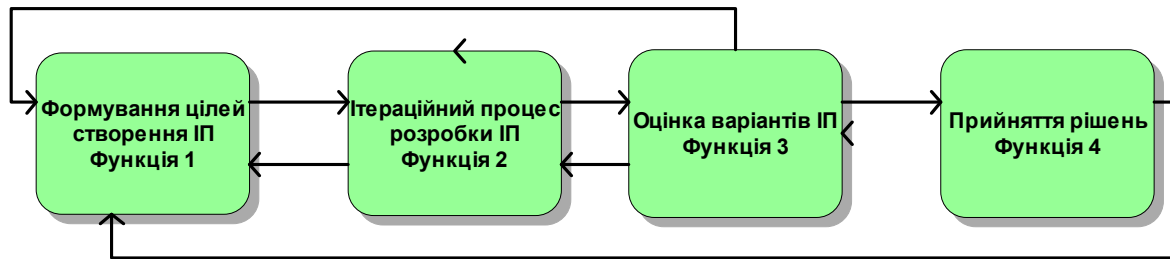 Формування цілей
створення ІП
Функція 1
Ітераційний процес
розробки ІП
Функція 2
Оцінка варіантів ІП
Функція 3
Прийняття рішень
Функція 4